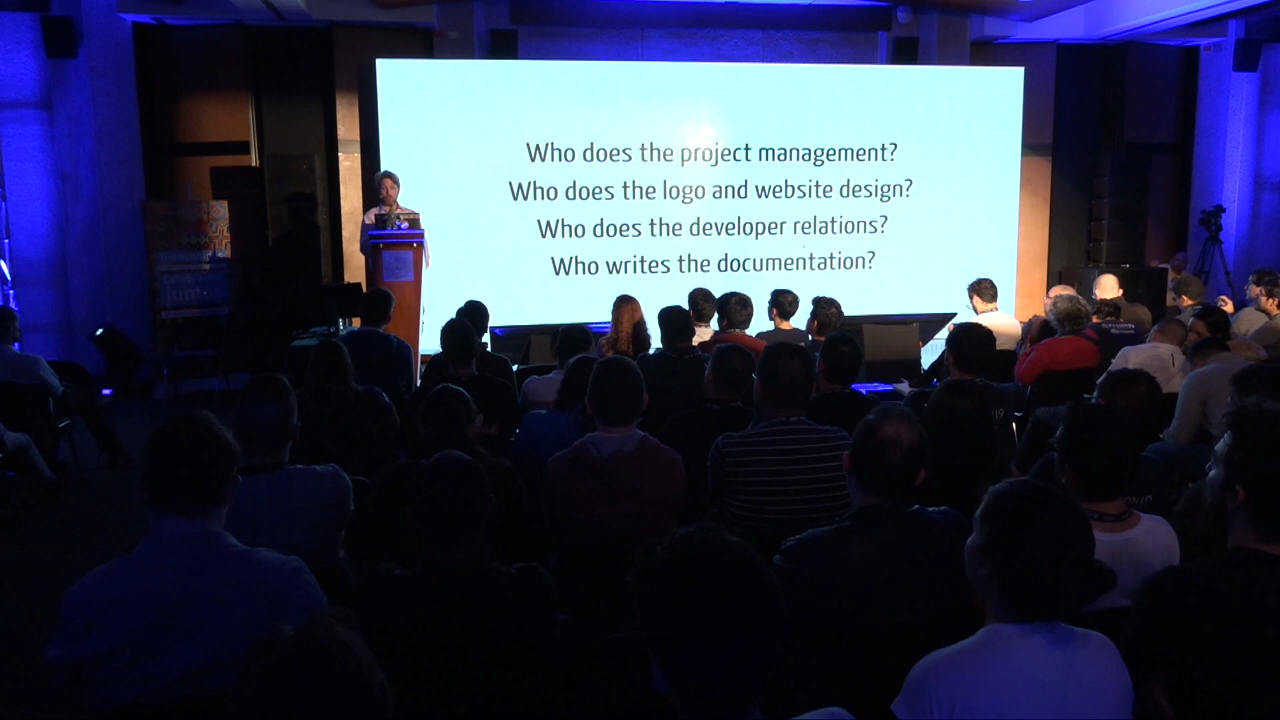 Who does the project management?
Who does the logo and website design?
Who does the developer relations?
Who writes the documentation?